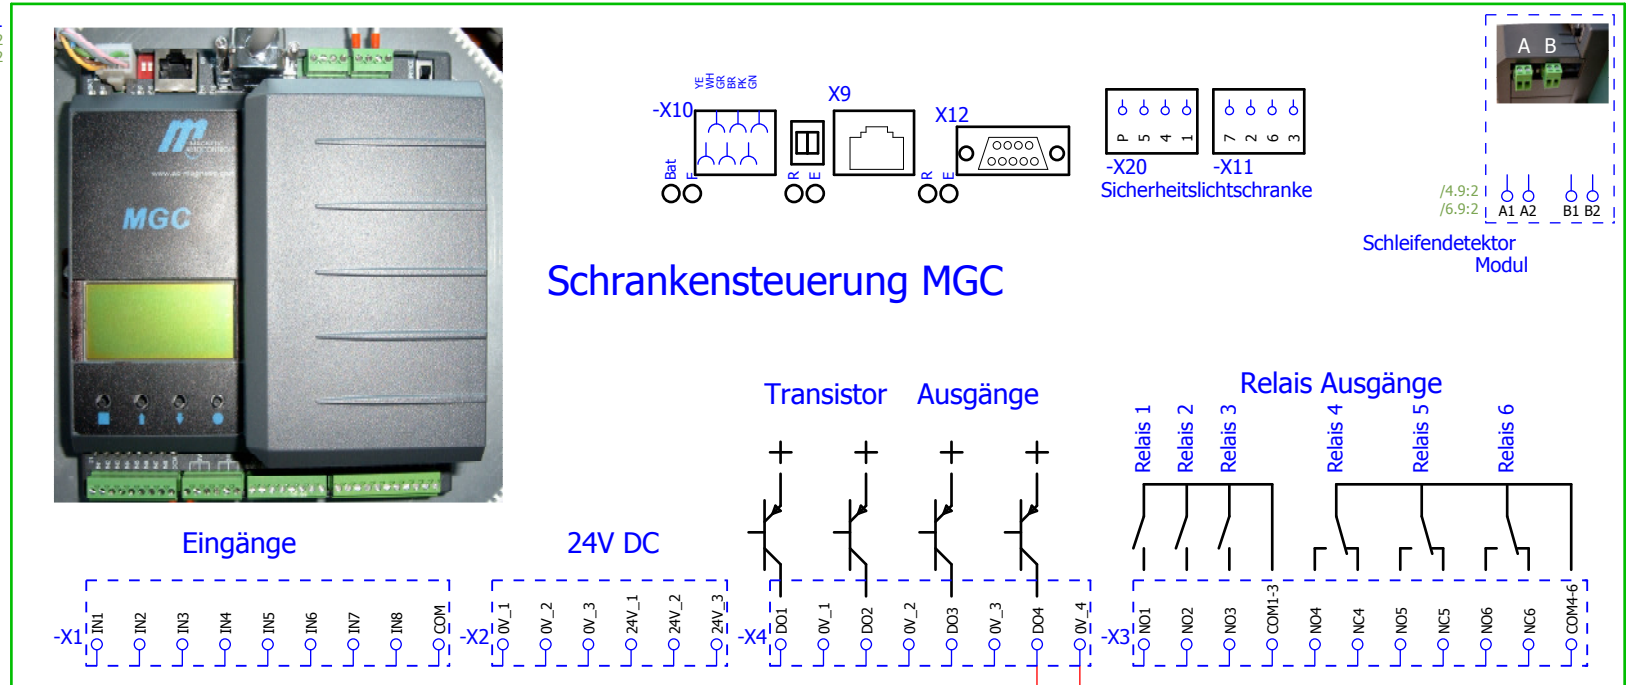 YE
WH
GR
BR
PK
GN
-X10
X9
X12
Bat
F
R
E
R
E
P
5
4
1
7
2
6
3
-X20
-X11
Sicherheitslichtschranke
A B
/4.9:2
/6.9:2
A1 A2 B1 B2
Schleifendetektor
Modul
MGC
Schrankensteuerung MGC
Transistor Ausgänge
Relais Ausgänge
Relais 1
Relais 2
Relais 3
Relais 4
Relais 5
Relais 6
Eingänge
24V DC
-X1
IN1
IN2
IN3
IN4
IN5
IN6
IN7
IN8
COM
-X2
0V_1
0V_2
0V_3
24V_1
24V_2
24V_3
-X4
DO1
0V_1
DO2
0V_2
DO3
0V_3
DO4
0V_4
-X3
NO1
NO2
NO3
COM1-3
NO4
NC4
NO5
NC5
NO6
NC6
COM4-6